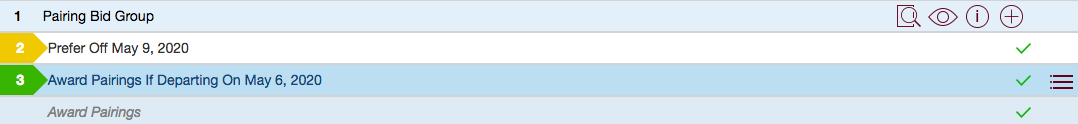 1 Pairing Bid Group
2 Prefer Off May 9, 2020
3 Award Pairings If Departing On May 6, 2020
Award Pairings